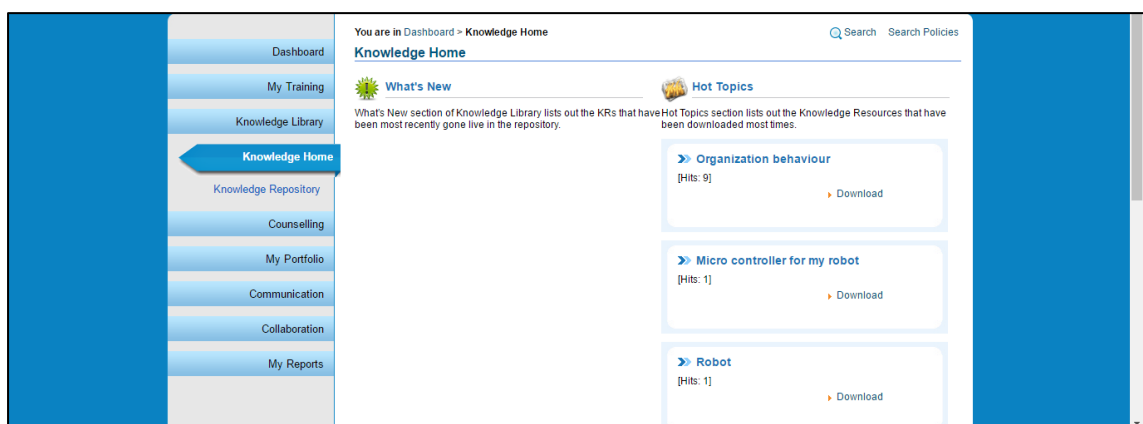 You are in Dashboard > Knowledge Home
Search Search Policies
Knowledge Home
Dashboard
My Training
Knowledge Library
Knowledge Home
Knowledge Repository
Counselling
My Portfolio
Communication
Collaboration
My Reports
What's New
What's New section of Knowledge Library lists out the KRs that have
been most recently gone live in the repository.
Hot Topics
Hot Topics section lists out the Knowledge Resources that have
been downloaded most times.
Organization behaviour
[Hits: 9]
Download
Micro controller for my robot
[Hits: 1]
Download
Robot
[Hits: 1]
Download